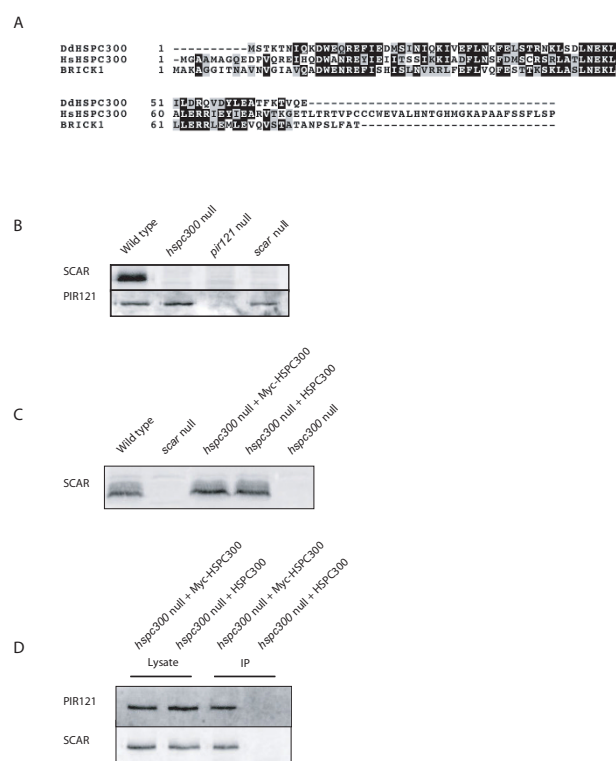 A
DdHSPC300 1 ----------MSTKTNIQKDWEQREFIEDMSINIQKIVEFLNKFELSTRNKLSDLNEKL
HsHSPC300 1 -MGAAMAGQEDPVQREIHQDWANREYIEIITSSIKKIADFLNSFDMSCRSRLATLNEKL
BRICK1 1 MAKAGGITNAVNVGIAVQADWENREFISHISLNVRRLFEFLVQFESTTKSKLASLNEKL
DdHSPC300 51 ILDRQVDYLEATFKTVQE---------------------------------
HsHSPC300 60 ALERRIEYIEARVTKGETLTRTVPCCCWEVALHNTGHMGKAPAAFSSFLSP
BRICK1 61 LLERRLEMLEVQVSTATANPSLFAT--------------------------
B
Wild type
hspc300 null
pir121 null
scar null
SCAR
PIR121
C
Wild type
scar null
hspc300 null + Myc-HSPC300
hspc300 null + HSPC300
hspc300 null
SCAR
D
hspc300 null + Myc-HSPC300
hspc300 null + HSPC300
hspc300 null + Myc-HSPC300
hspc300 null + HSPC300
Lysate
IP
PIR121
SCAR